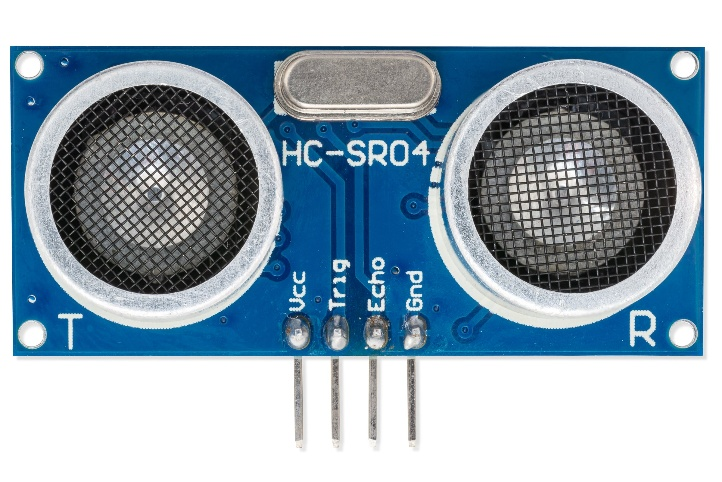 HC-SR04
Vcc
Trig
Echo
Gnd
T
R